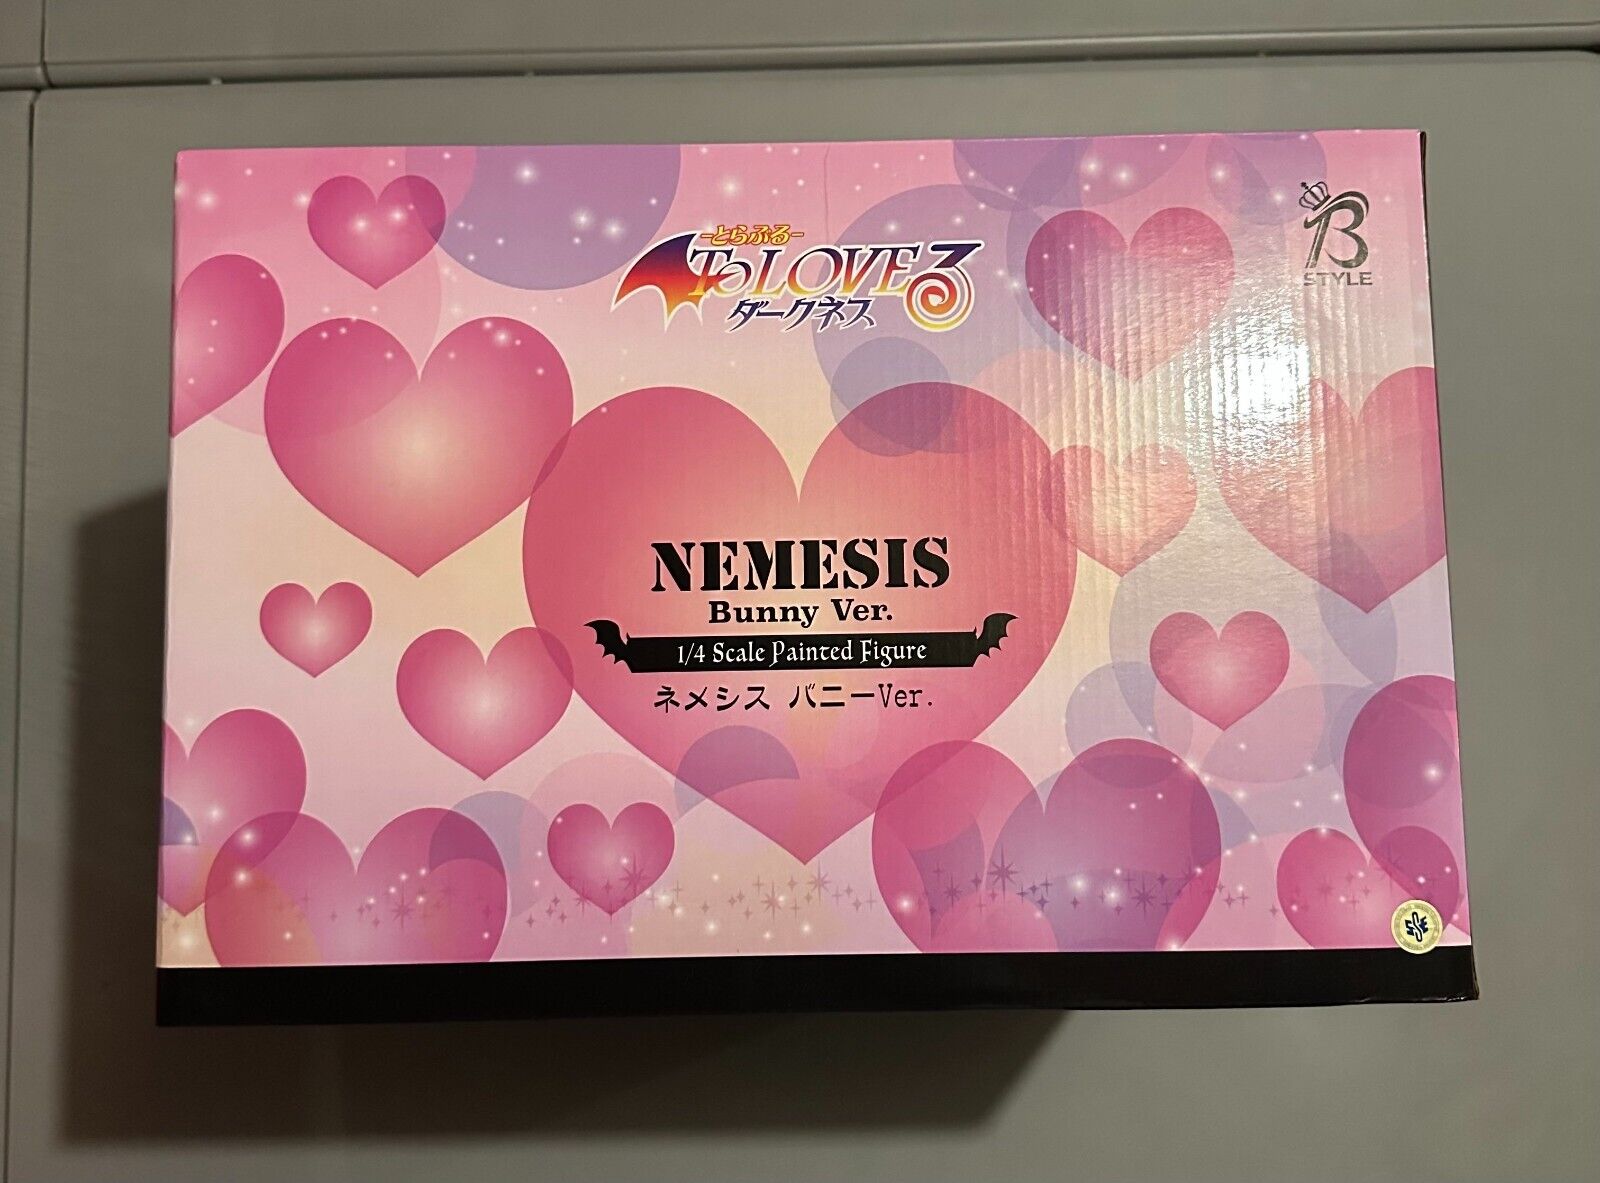 -とらぶる-
To LOVEる
ダークネス
B
STYLE
NEMESIS
Bunny Ver.
1/4 Scale Painted Figure
ネメシス バニーVer.